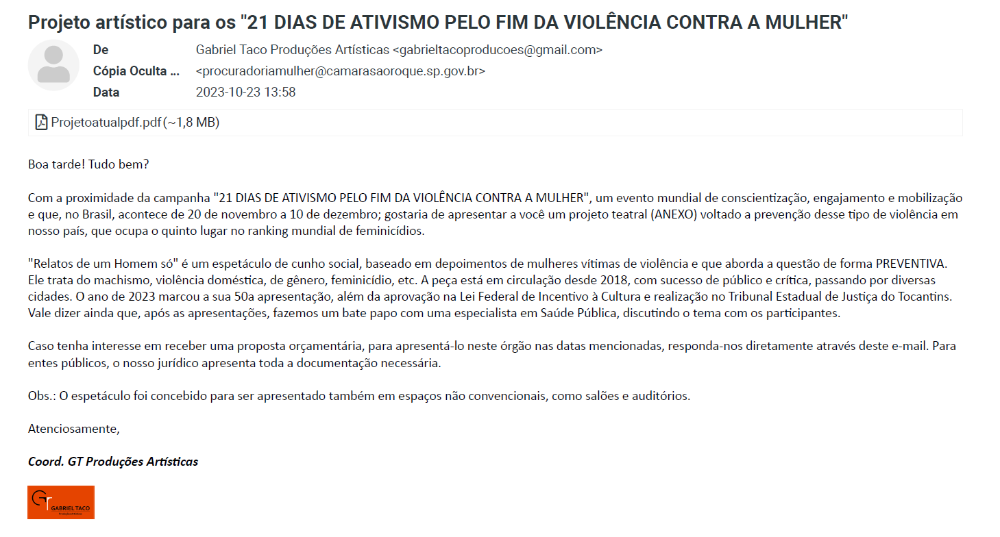 Projeto artístico para os "21 DIAS DE ATIVISMO PELO FIM DA VIOLÊNCIA CONTRA A MULHER"
De Gabriel Taco Produções Artísticas <gabrieltacoproducoes@gmail.com>
Cópia Oculta ... <procuradoriamulher@camarasaoroque.sp.gov.br>
Data 2023-10-23 13:58
Projetoatualpdf.pdf(~1,8 MB)
Boa tarde! Tudo bem?
Com a proximidade da campanha "21 DIAS DE ATIVISMO PELO FIM DA VIOLÊNCIA CONTRA A MULHER", um evento mundial de conscientização, engajamento e mobilização
e que, no Brasil, acontece de 20 de novembro a 10 de dezembro; gostaria de apresentar a você um projeto teatral (ANEXO) voltado a prevenção desse tipo de violência em
nosso país, que ocupa o quinto lugar no ranking mundial de feminicídios.
"Relatos de um Homem só" é um espetáculo de cunho social, baseado em depoimentos de mulheres vítimas de violência e que aborda a questão de forma PREVENTIVA.
Ele trata do machismo, violência doméstica, de gênero, feminicídio, etc. A peça está em circulação desde 2018, com sucesso de público e crítica, passando por diversas
cidades. O ano de 2023 marcou a sua 50a apresentação, além da aprovação na Lei Federal de Incentivo à Cultura e realização no Tribunal Estadual de Justiça do Tocantins.
Vale dizer ainda que, após as apresentações, fazemos um bate papo com uma especialista em Saúde Pública, discutindo o tema com os participantes.
Caso tenha interesse em receber uma proposta orçamentária, para apresentá-lo neste órgão nas datas mencionadas, responda-nos diretamente através deste e-mail. Para
entes públicos, o nosso jurídico apresenta toda a documentação necessária.
Obs.: O espetáculo foi concebido para ser apresentado também em espaços não convencionais, como salões e auditórios.
Atenciosamente,
Coord. GT Produções Artísticas
GT
GABRIEL TACO
Produções Artísticas